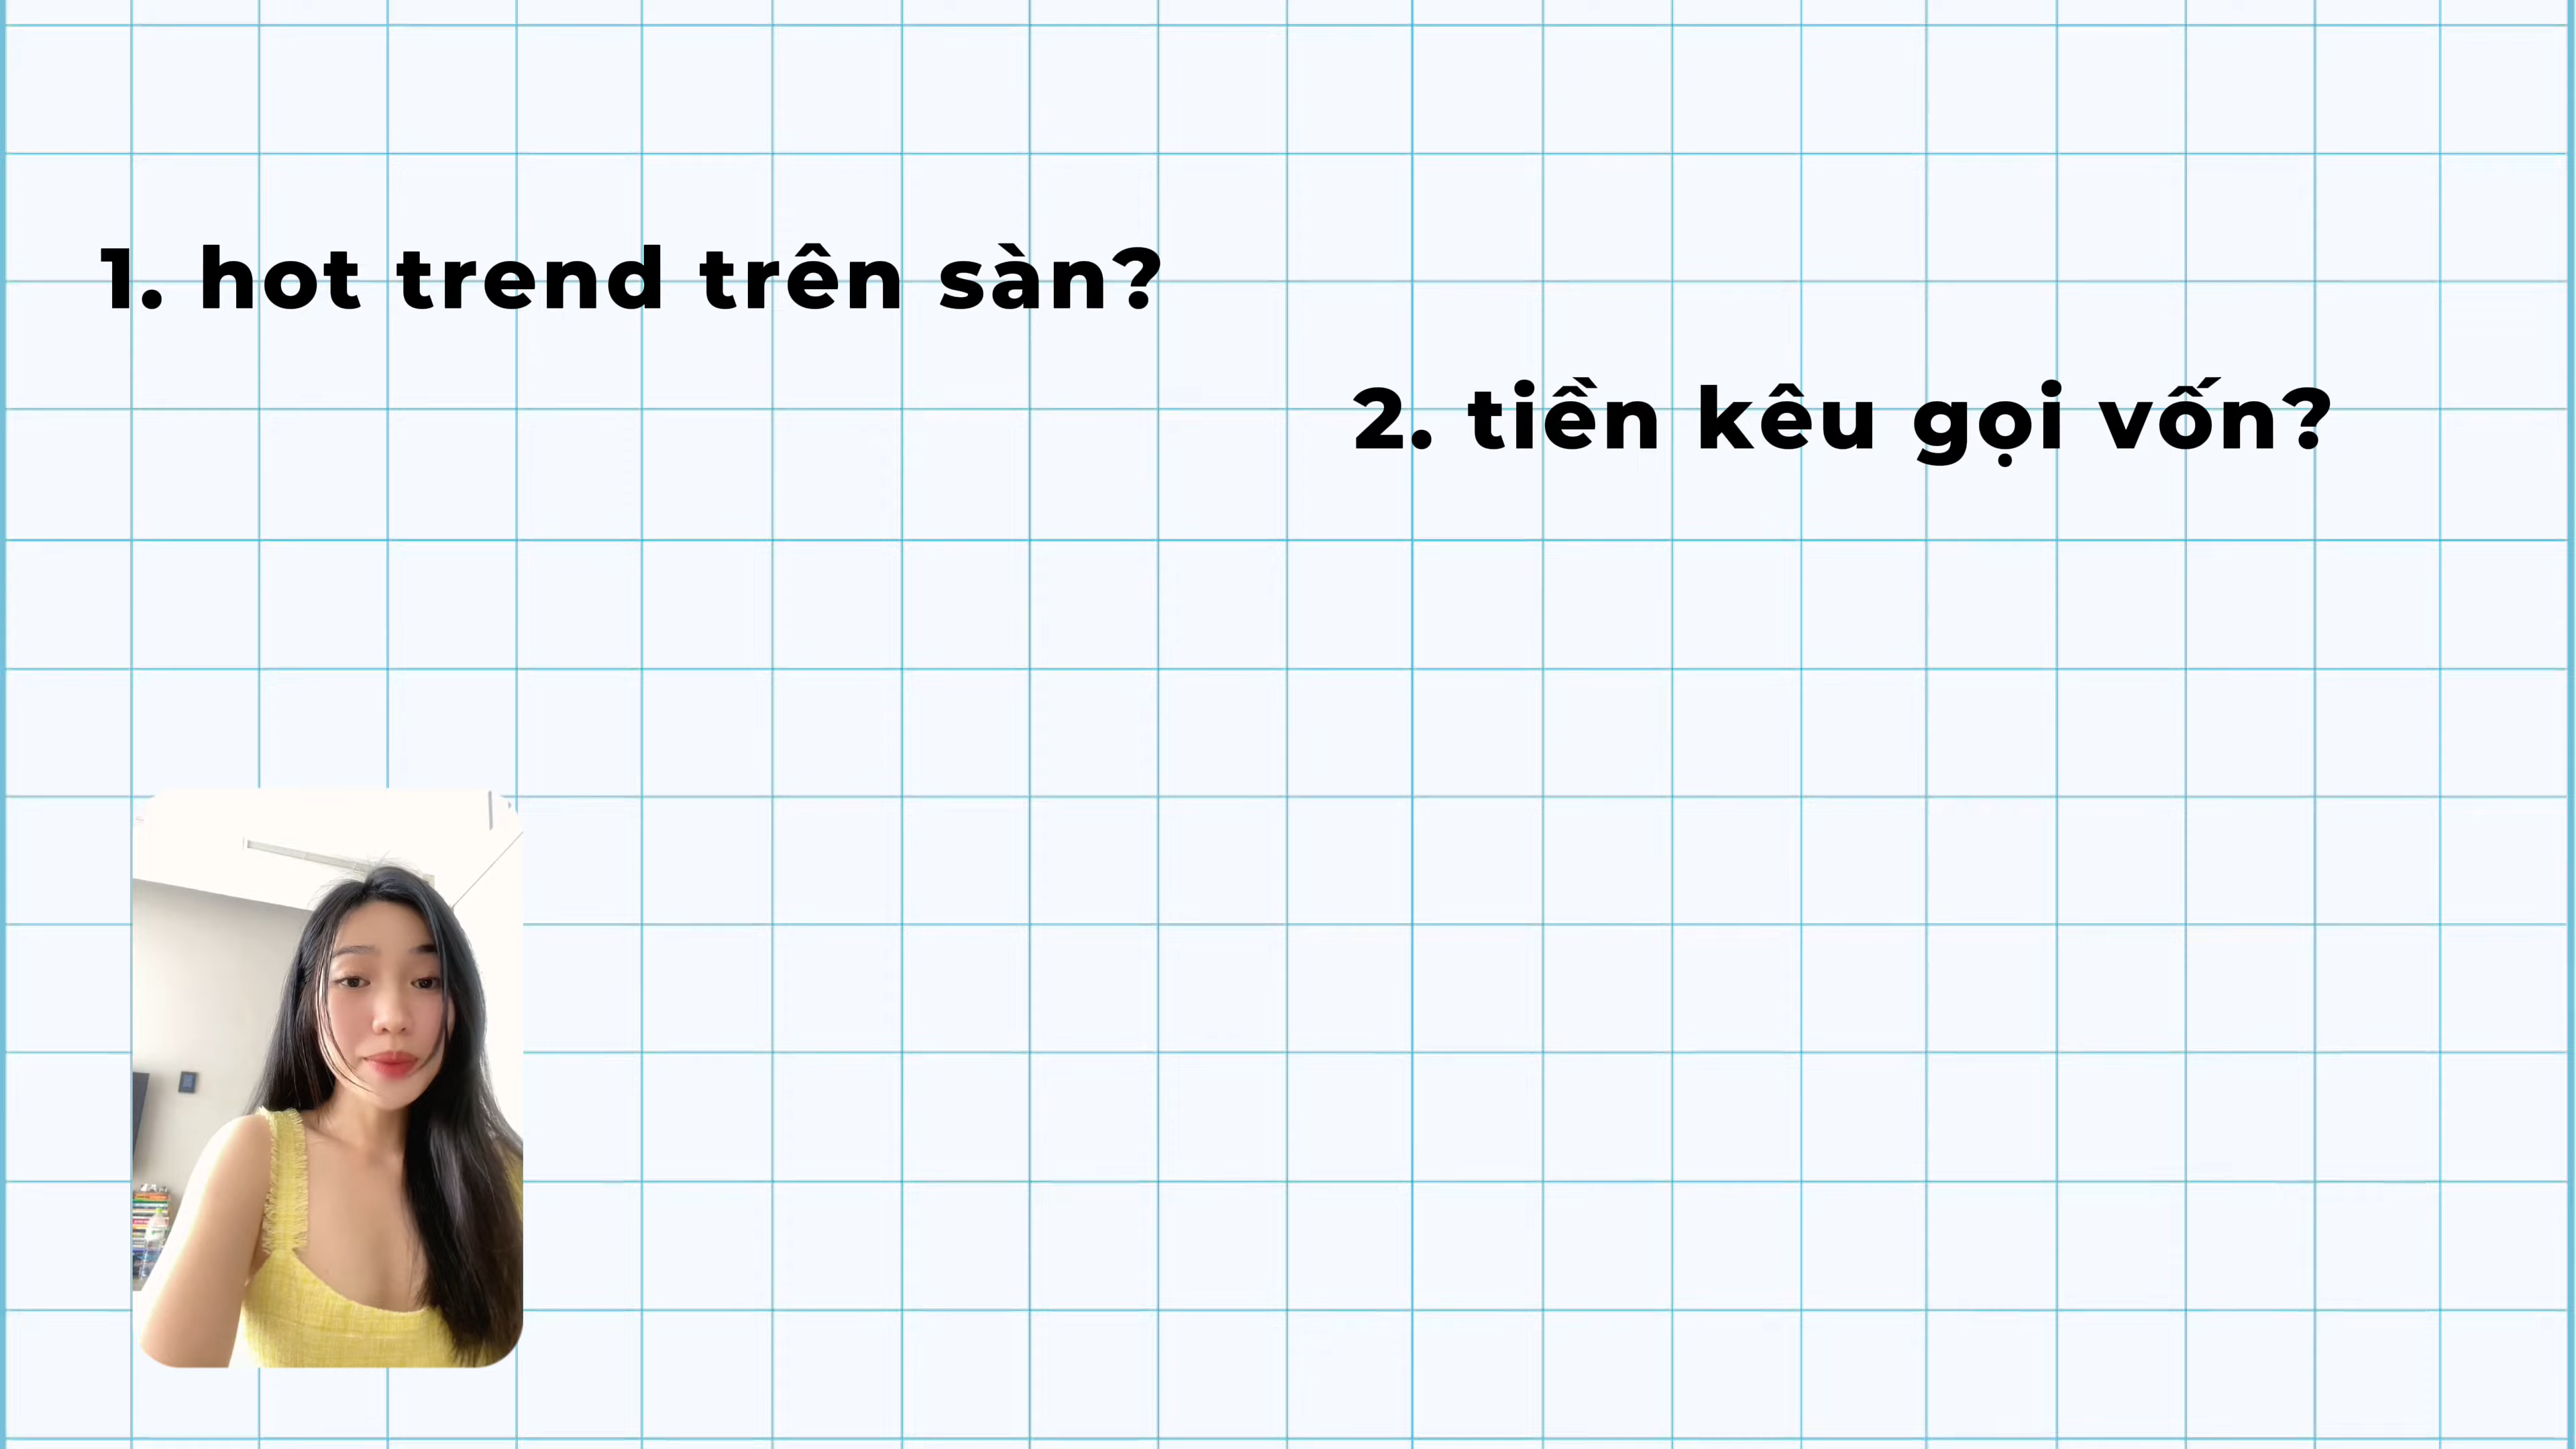 1. hot trend trên sàn?
2. tiền kêu gọi vốn?